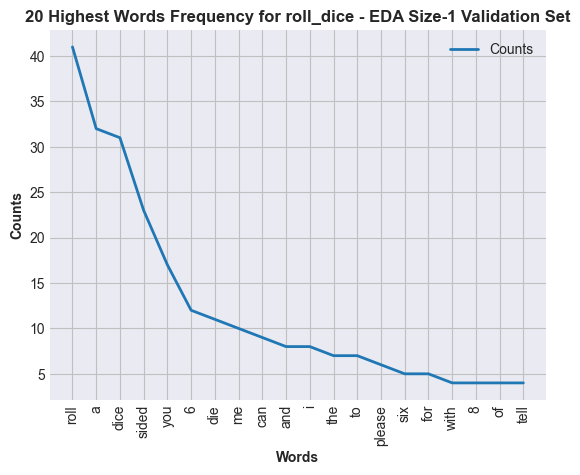 20 Highest Words Frequency for roll_dice - EDA Size-1 Validation Set
Counts
40
35
30
25
20
15
10
5
Counts
roll
a
dice
sided
you
6
die
me
can
and
i
the
to
please
six
for
with
8
of
tell
Words